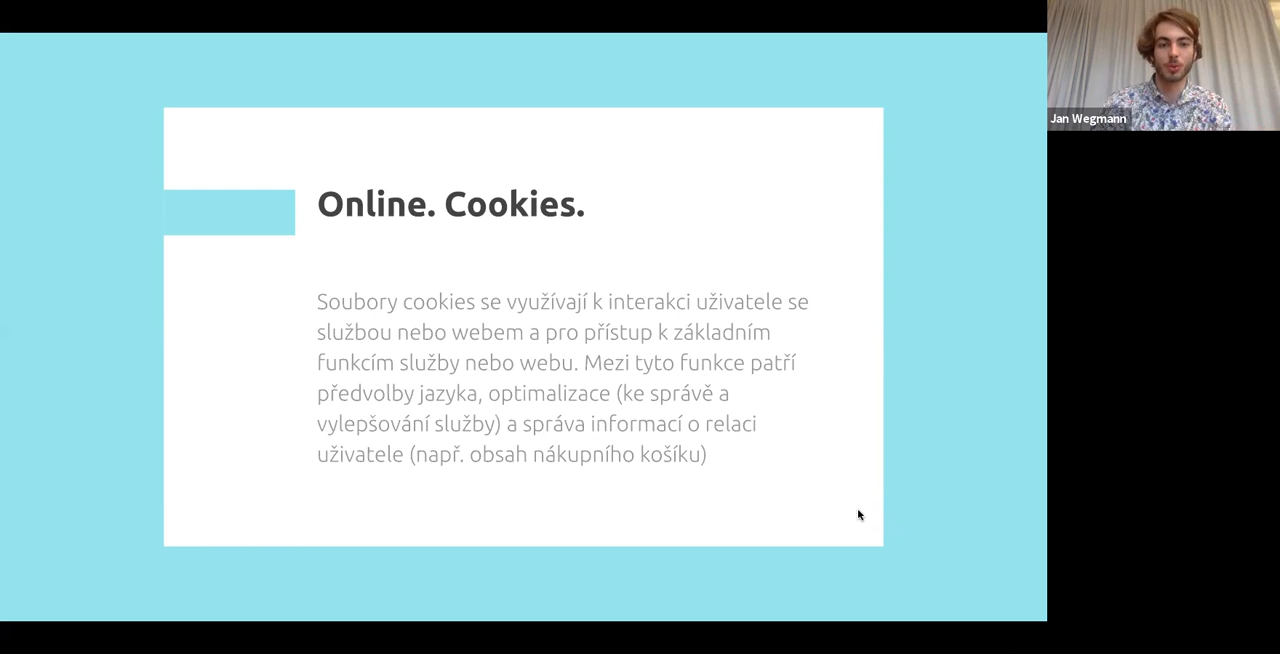 Online. Cookies.
Soubory cookies se využívají k interakci uživatele se
službou nebo webem a pro přístup k základním
funkcím služby nebo webu. Mezi tyto funkce patří
předvolby jazyka, optimalizace (ke správě a
vylepšování služby) a správa informací o relaci
uživatele (např. obsah nákupního košíku)
Jan Wegmann